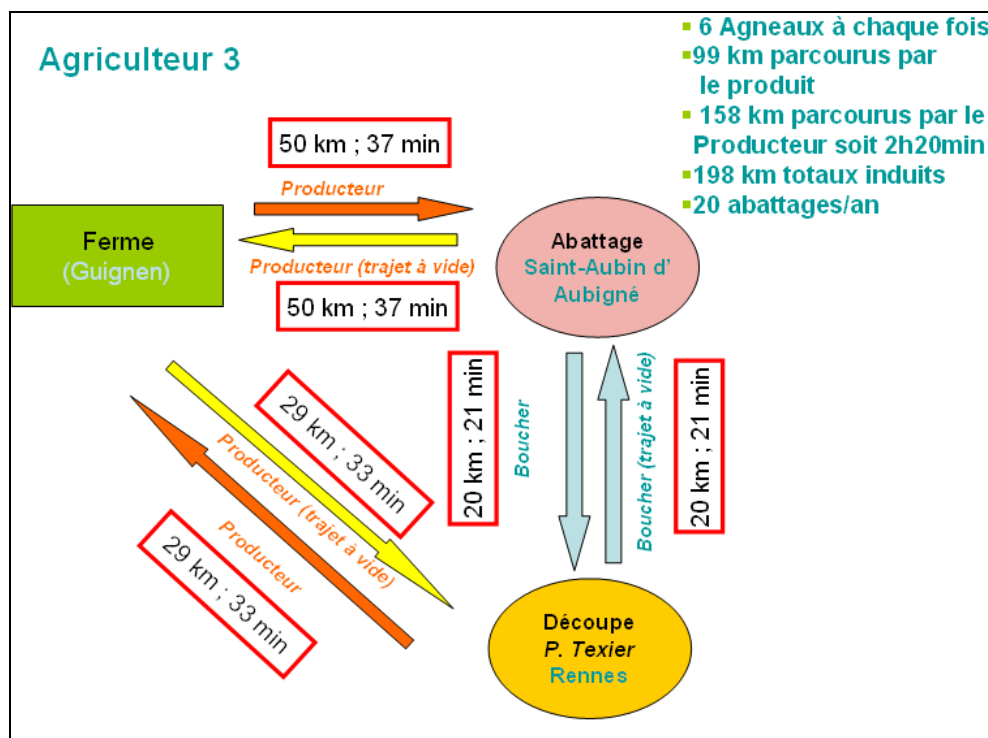 Agriculteur 3
▪ 6 Agneaux à chaque fois
▪99 km parcourus par
le produit
▪ 158 km parcourus par le
Producteur soit 2h20min
▪198 km totaux induits
▪20 abattages/an
50 km ; 37 min
Producteur
Ferme
(Guignen)
Producteur (trajet à vide)
50 km ; 37 min
Abattage
Saint-Aubin d'
Aubigné
29 km ; 33 min
Producteur (trajet à vide)
Producteur
29 km ; 33 min
20 km ; 21 min
Boucher
Boucher (trajet à vide)
20 km ; 21 min
Découpe
P. Texier
Rennes